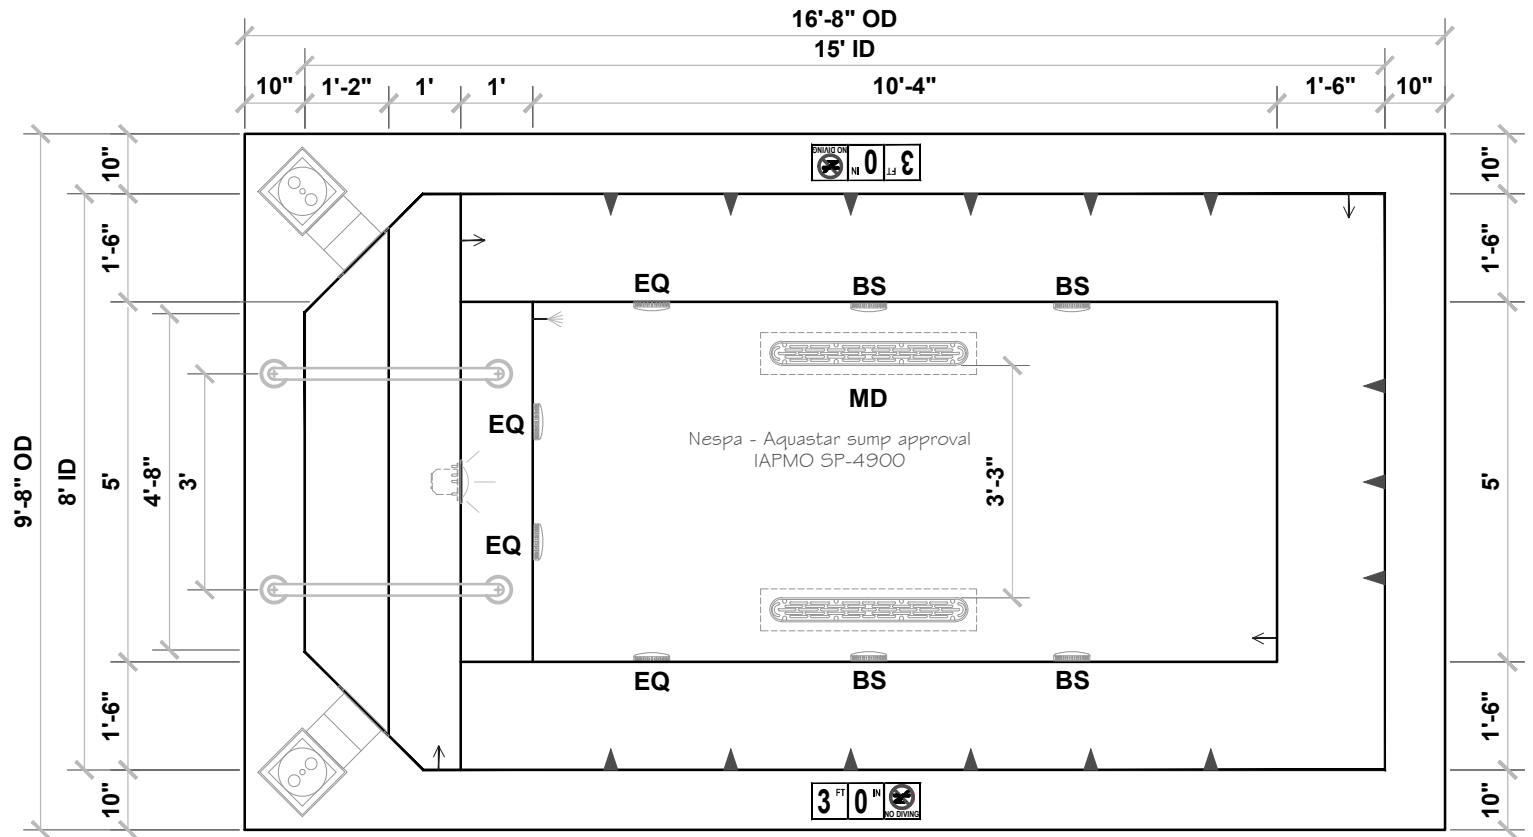 16'-8" OD
15' ID
10" 1'-2" 1' 1' 10'-4" 1'-6" 10"
10"
3 FT 0 IN NO DIVING
10"
1'-6"
1'-6"
EQ BS BS
MD
EQ
Nespa - Aquastar sump approval
IAPMO SP-4900
9'-8" OD
8' ID
5'
4'-8"
3'
3'-3"
5'
EQ
EQ BS BS
1'-6"
1'-6"
10"
3 FT 0 IN NO DIVING
10"